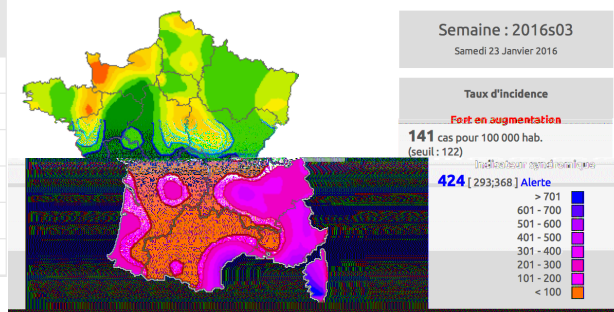 Semaine : 2016s03
Samedi 23 Janvier 2016
Taux d'incidence
Fort en augmentation
141 cas pour 100 000 hab.
(seuil : 122)
Indicateur syndromique
424 [ 293;368 ] Alerte
> 701
601 - 700
501 - 600
401 - 500
301 - 400
201 - 300
101 - 200
< 100